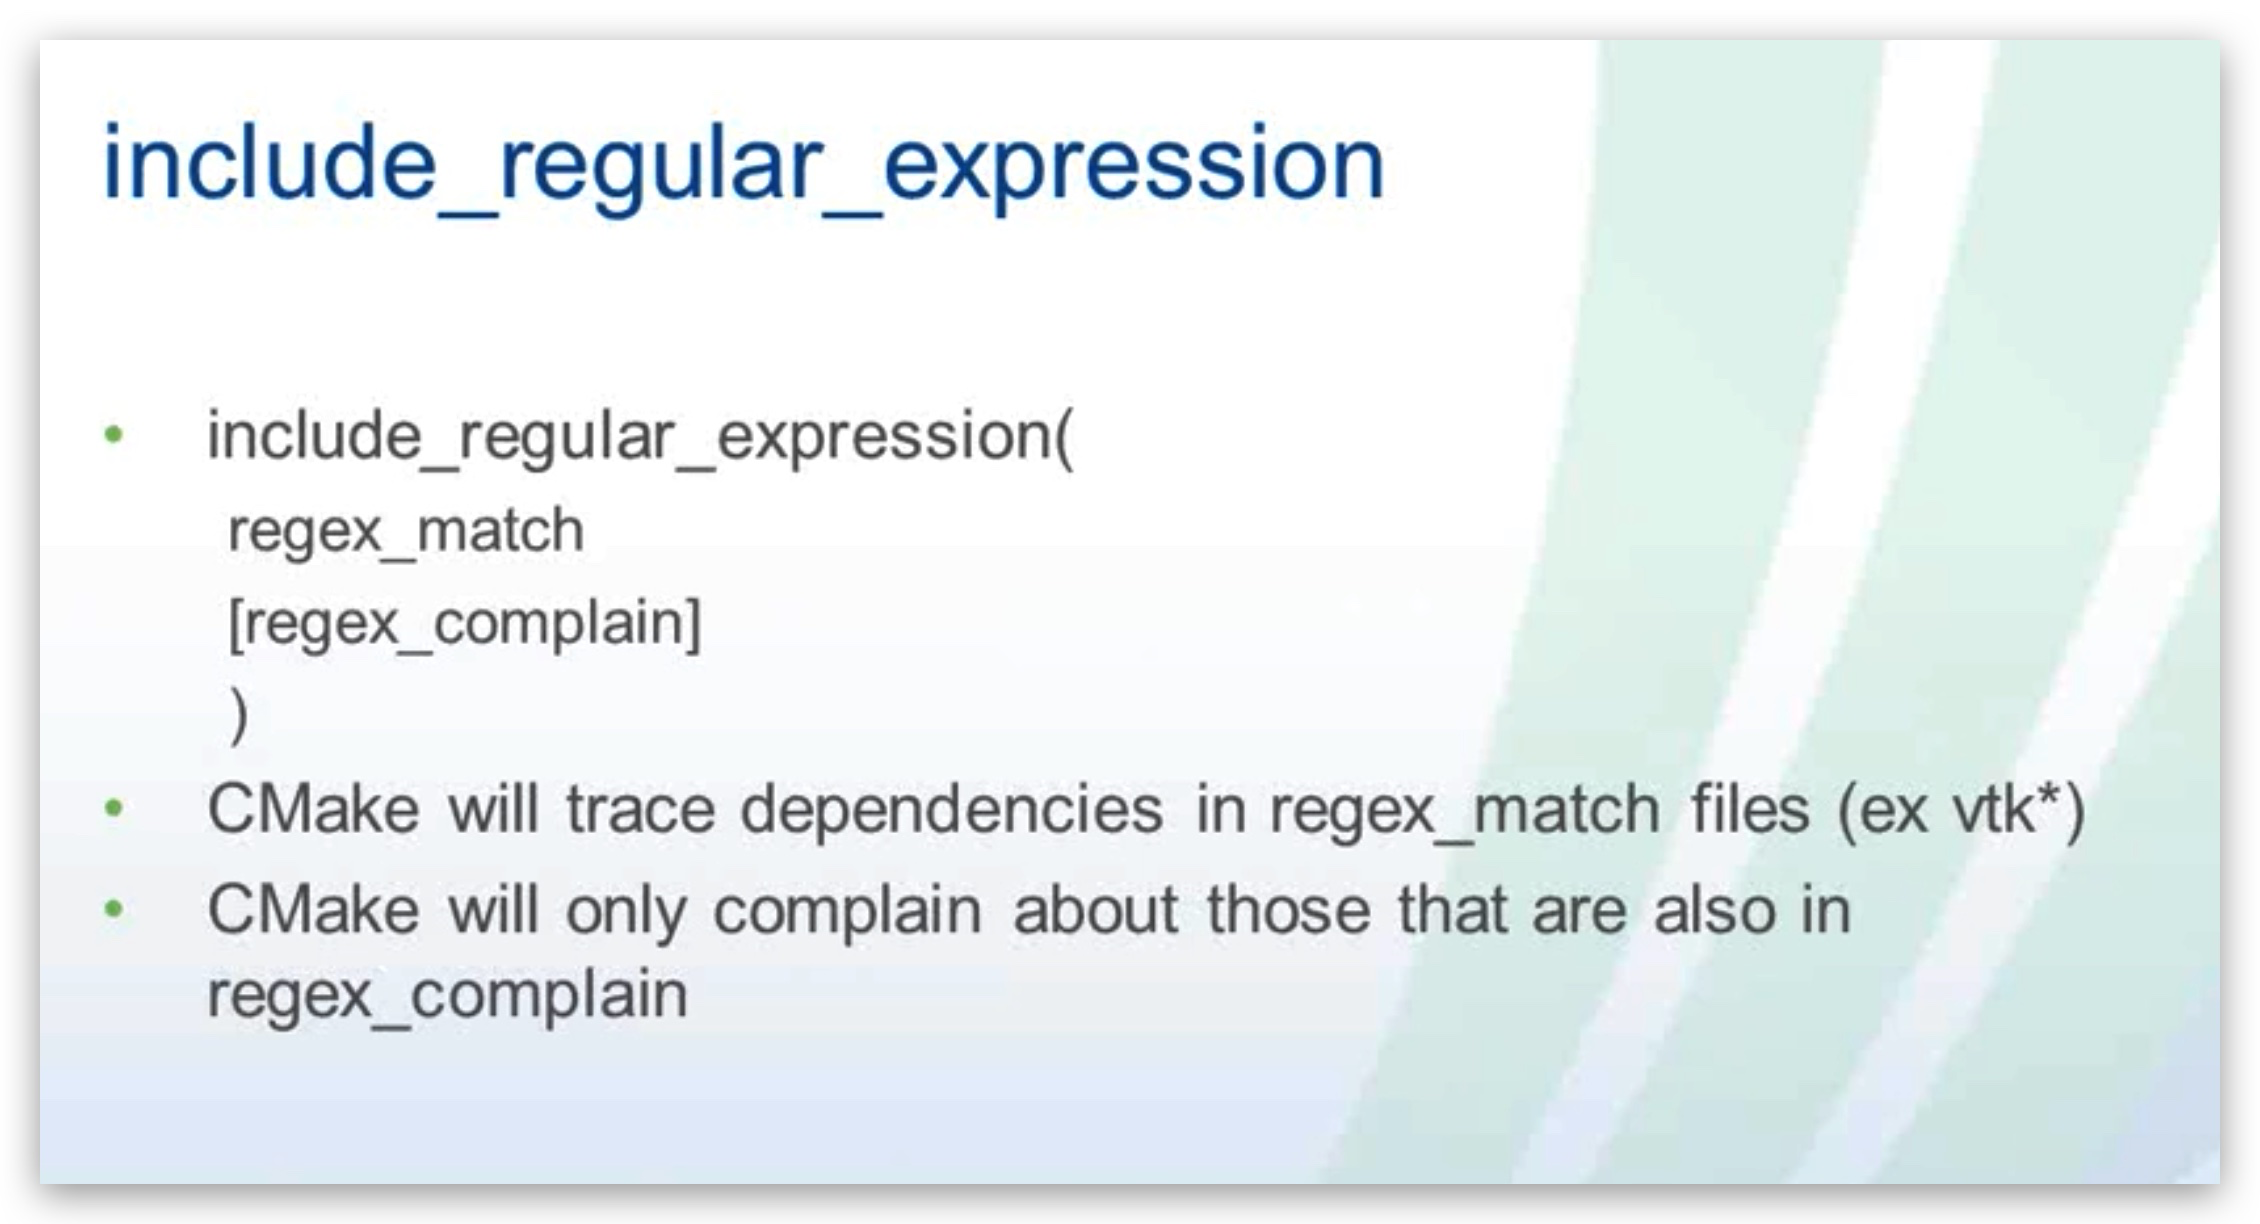 include_regular_expression
• include_regular_expression(
regex_match
[regex_complain]
)
• CMake will trace dependencies in regex_match files (ex vtk*)
• CMake will only complain about those that are also in
regex_complain